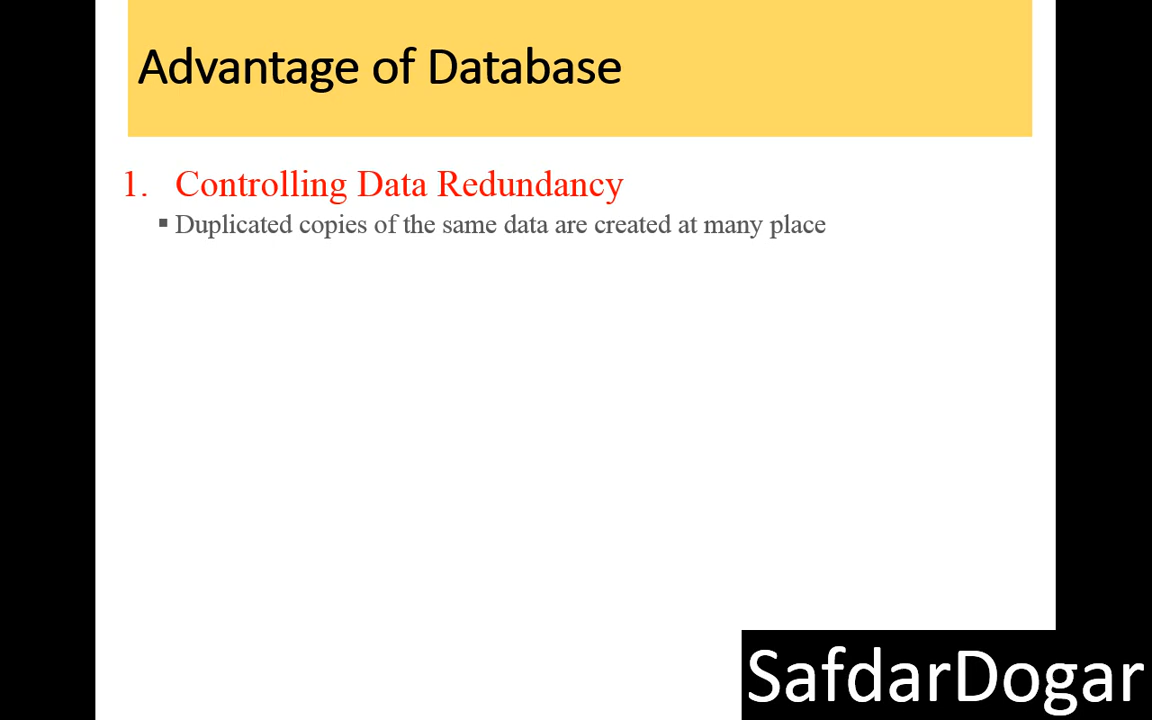 Advantage of Database
1. Controlling Data Redundancy
▪ Duplicated copies of the same data are created at many place
SafdarDogar